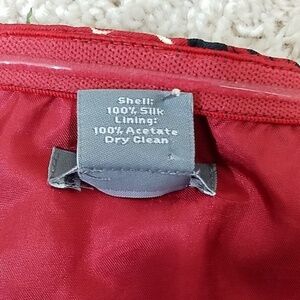 Shell:
100% Silk
Lining:
100% Acetate
Dry Clean